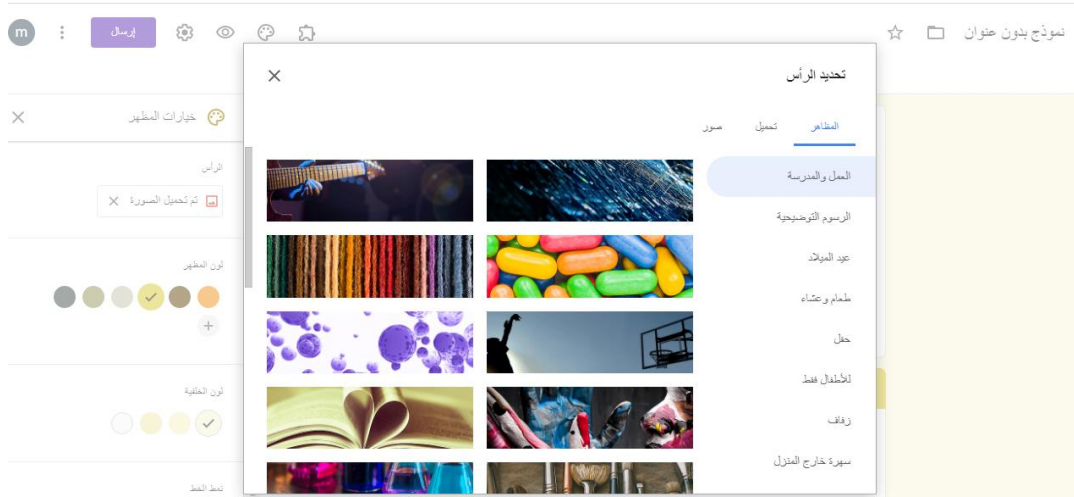 نموذج بدون عنوان
إرسال
m
تحديد الرأس
المظاهر
تحميل
صور
العمل والمدرسة
الرسوم التوضيحية
عيد الميلاد
طعام وعشاء
حفل
للأطفال فقط
زفاف
سهرة خارج المنزل
خيارات المظهر
الرأس
تم تحميل الصورة
لون المظهر
لون الخلفية
نمط الخط